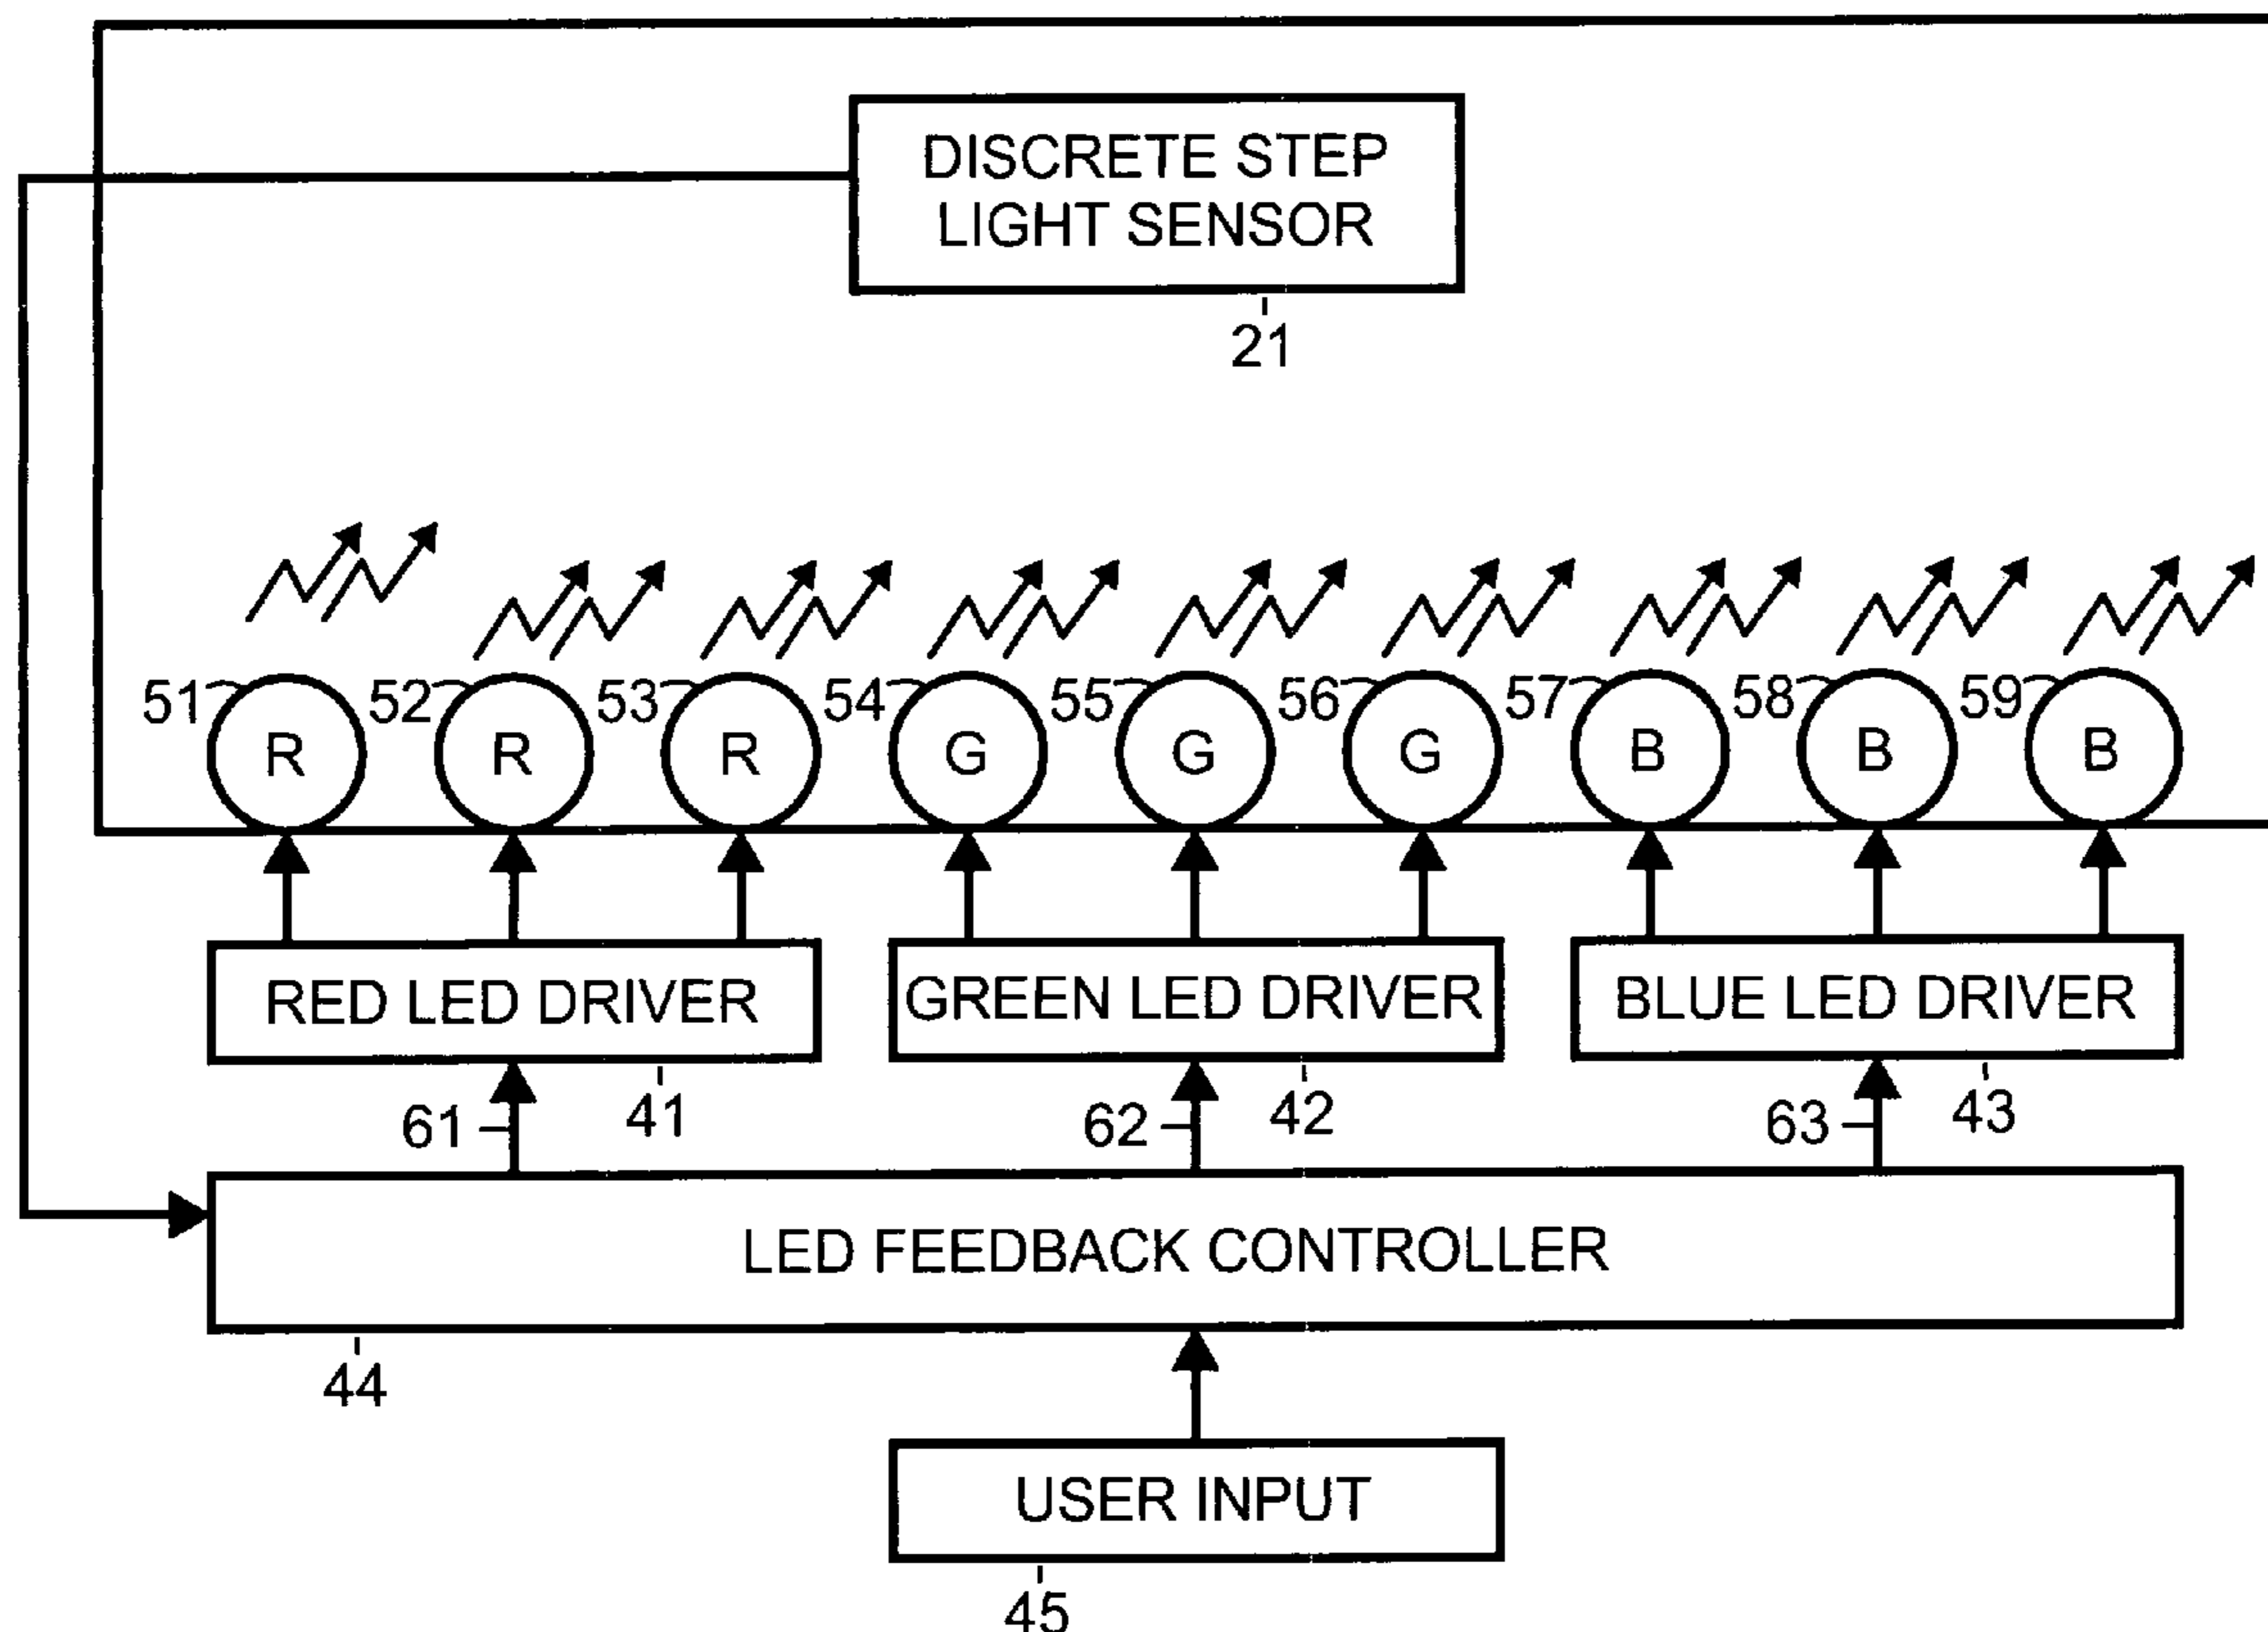 DISCRETE STEP
LIGHT SENSOR
21
51 52 53 54 55 56 57 58 59
R R R G G G B B B
RED LED DRIVER GREEN LED DRIVER BLUE LED DRIVER
61 41 62 42 63 43
LED FEEDBACK CONTROLLER
44
USER INPUT
45